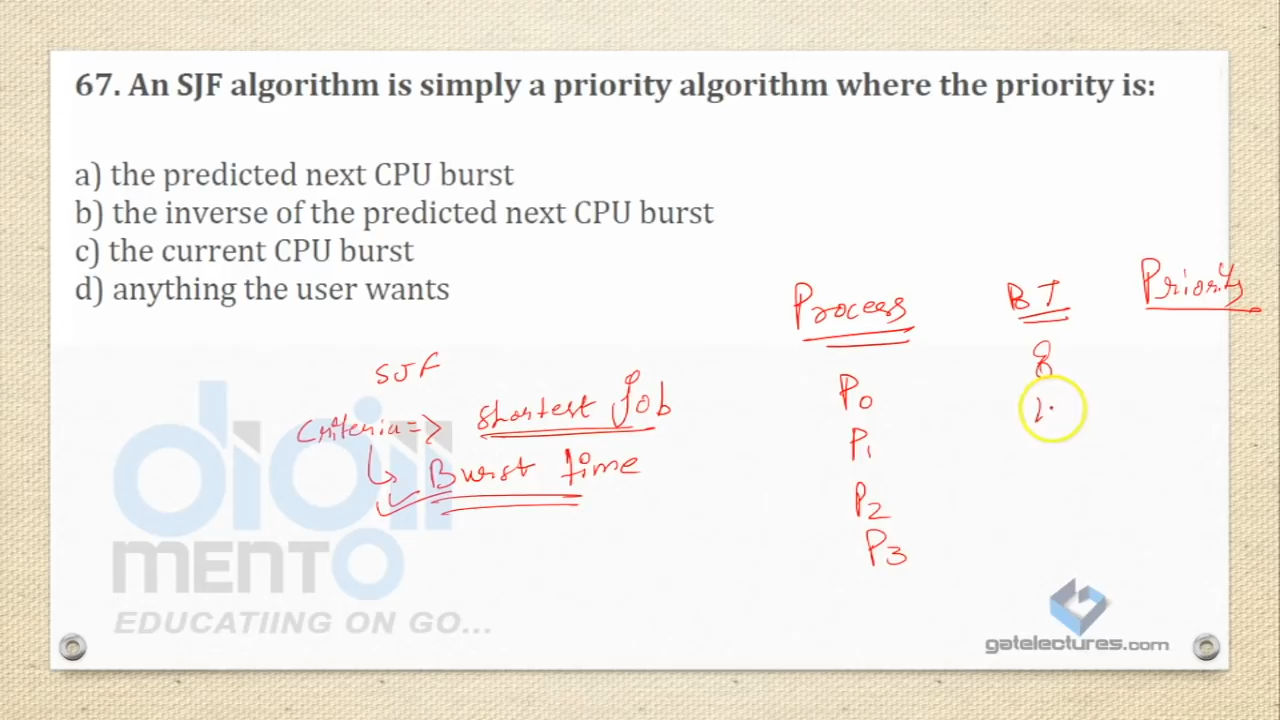 67. An SJF algorithm is simply a priority algorithm where the priority is:
a) the predicted next CPU burst
b) the inverse of the predicted next CPU burst
c) the current CPU burst
d) anything the user wants
Process BT Priority
SJF
Criteria => shortest Job
Burst time
8
P0
P1
P2
P3
DIGII
MENTO
EDUCATIING ON GO...
gatelectures.com